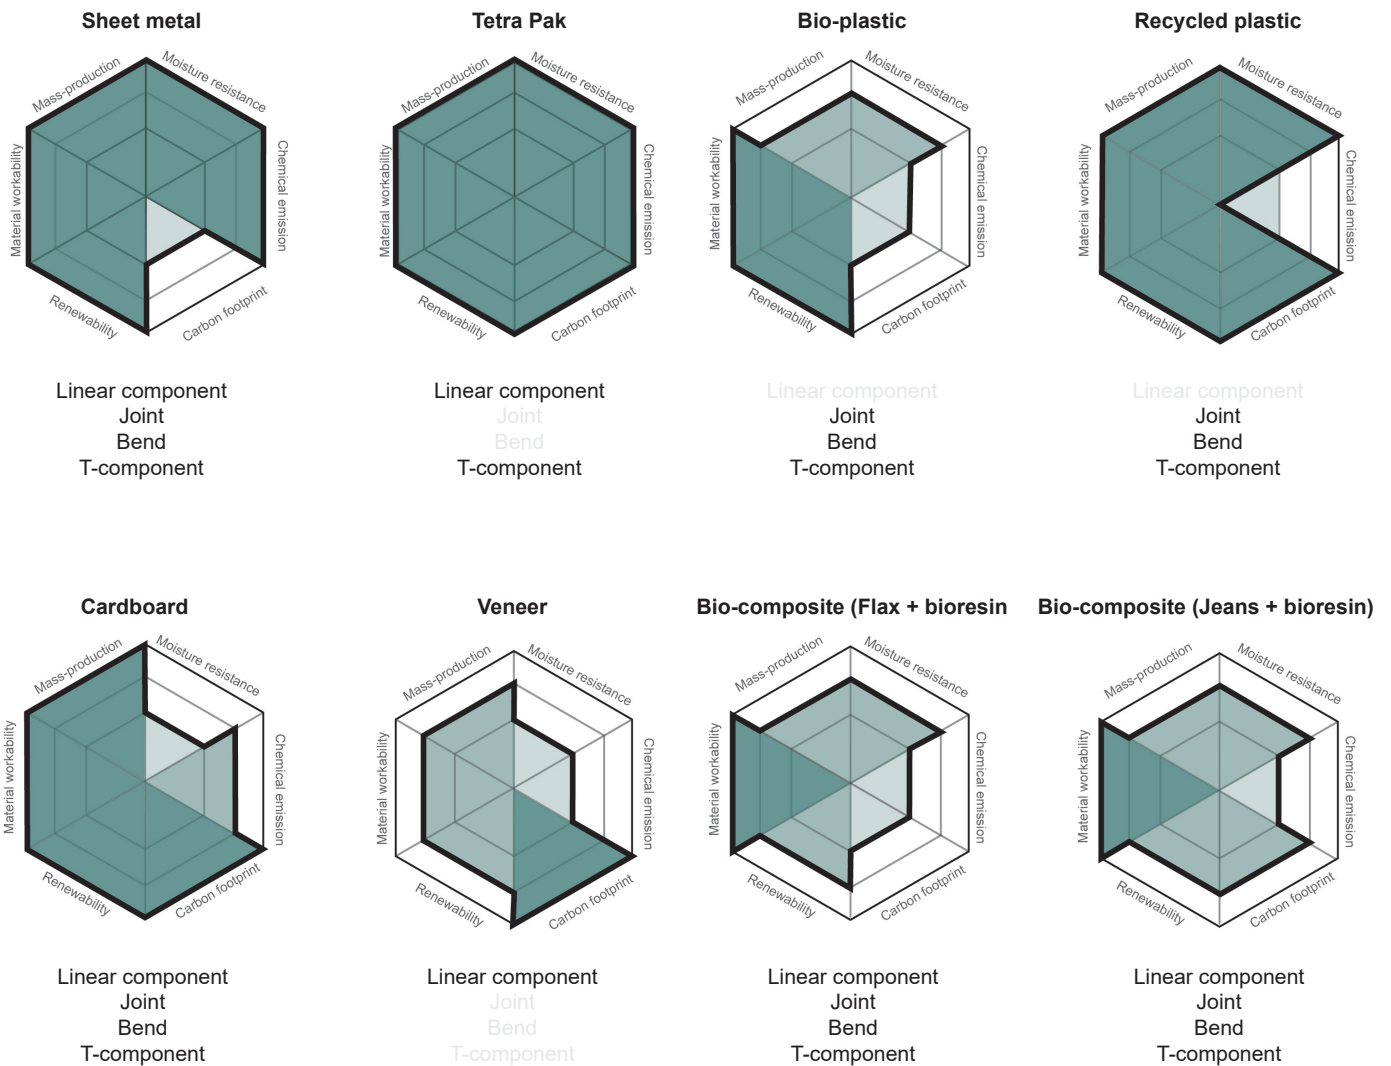 Sheet metal
Mass-production
Moisture resistance
Material workability
Chemical emission
Renewability
Carbon footprint
Linear component
Joint
Bend
T-component
Tetra Pak
Mass-production
Moisture resistance
Material workability
Chemical emission
Renewability
Carbon footprint
Linear component
Joint
Bend
T-component
Bio-plastic
Mass-production
Moisture resistance
Material workability
Chemical emission
Renewability
Carbon footprint
Linear component
Joint
Bend
T-component
Recycled plastic
Mass-production
Moisture resistance
Material workability
Chemical emission
Renewability
Carbon footprint
Linear component
Joint
Bend
T-component
Cardboard
Mass-production
Moisture resistance
Material workability
Chemical emission
Renewability
Carbon footprint
Linear component
Joint
Bend
T-component
Veneer
Mass-production
Moisture resistance
Material workability
Chemical emission
Renewability
Carbon footprint
Linear component
Joint
Bend
T-component
Bio-composite (Flax + bioresin
Mass-production
Moisture resistance
Material workability
Chemical emission
Renewability
Carbon footprint
Linear component
Joint
Bend
T-component
Bio-composite (Jeans + bioresin)
Mass-production
Moisture resistance
Material workability
Chemical emission
Renewability
Carbon footprint
Linear component
Joint
Bend
T-component